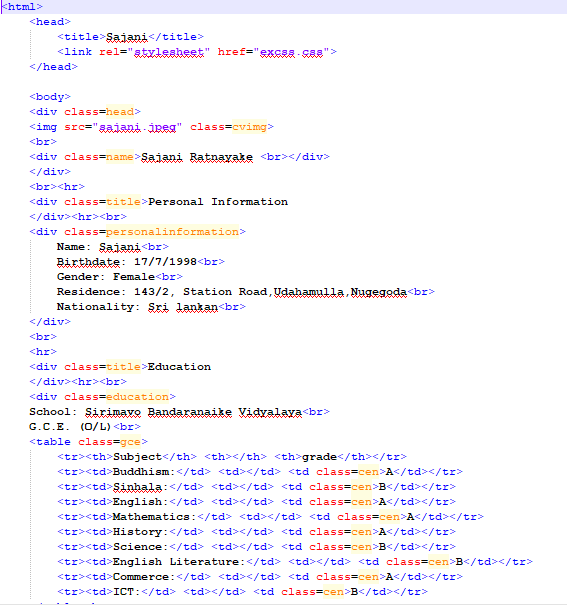 <html>
<head>
<title>Sajani</title>
<link rel="stylesheet" href="excss.css">
</head>
<body>
<div class=head>
<img src="sajani.jpeg" class=cvimg>
<br>
<div class=name>Sajani Ratnayake <br></div>
</div>
<br><hr>
<div class=title>Personal Information
</div><hr><br>
<div class=personalinformation>
Name: Sajani<br>
Birthdate: 17/7/1998<br>
Gender: Female<br>
Residence: 143/2, Station Road,Udahamulla,Nugegoda<br>
Nationality: Sri lankan<br>
</div>
<br>
<hr>
<div class=title>Education
</div><hr><br>
<div class=education>
School: Sirimavo Bandaranaike Vidyalaya<br>
G.C.E. (O/L)<br>
<table class=gce>
<tr><th>Subject</th> <th></th> <th>grade</th></tr>
<tr><td>Buddhism:</td> <td></td> <td class=cen>A</td></tr>
<tr><td>Sinhala:</td> <td></td> <td class=cen>B</td></tr>
<tr><td>English:</td> <td></td> <td class=cen>A</td></tr>
<tr><td>Mathematics:</td> <td></td> <td class=cen>A</td></tr>
<tr><td>History:</td> <td></td> <td class=cen>A</td></tr>
<tr><td>Science:</td> <td></td> <td class=cen>B</td></tr>
<tr><td>English Literature:</td> <td></td> <td class=cen>B</td></tr>
<tr><td>Commerce:</td> <td></td> <td class=cen>A</td></tr>
<tr><td>ICT:</td> <td></td> <td class=cen>B</td></tr>